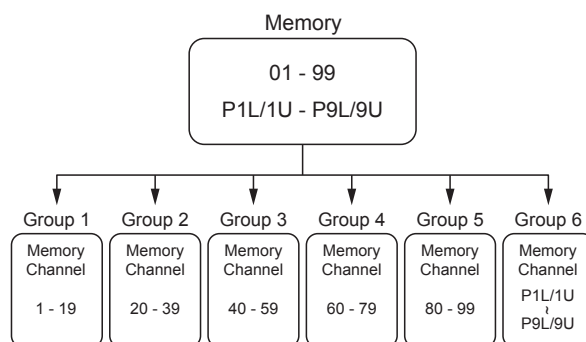 Memory
01 - 99
P1L/1U - P9L/9U
Group 1
Memory
Channel
1 - 19
Group 2
Memory
Channel
20 - 39
Group 3
Memory
Channel
40 - 59
Group 4
Memory
Channel
60 - 79
Group 5
Memory
Channel
80 - 99
Group 6
Memory
Channel
P1L/1U
~
P9L/9U